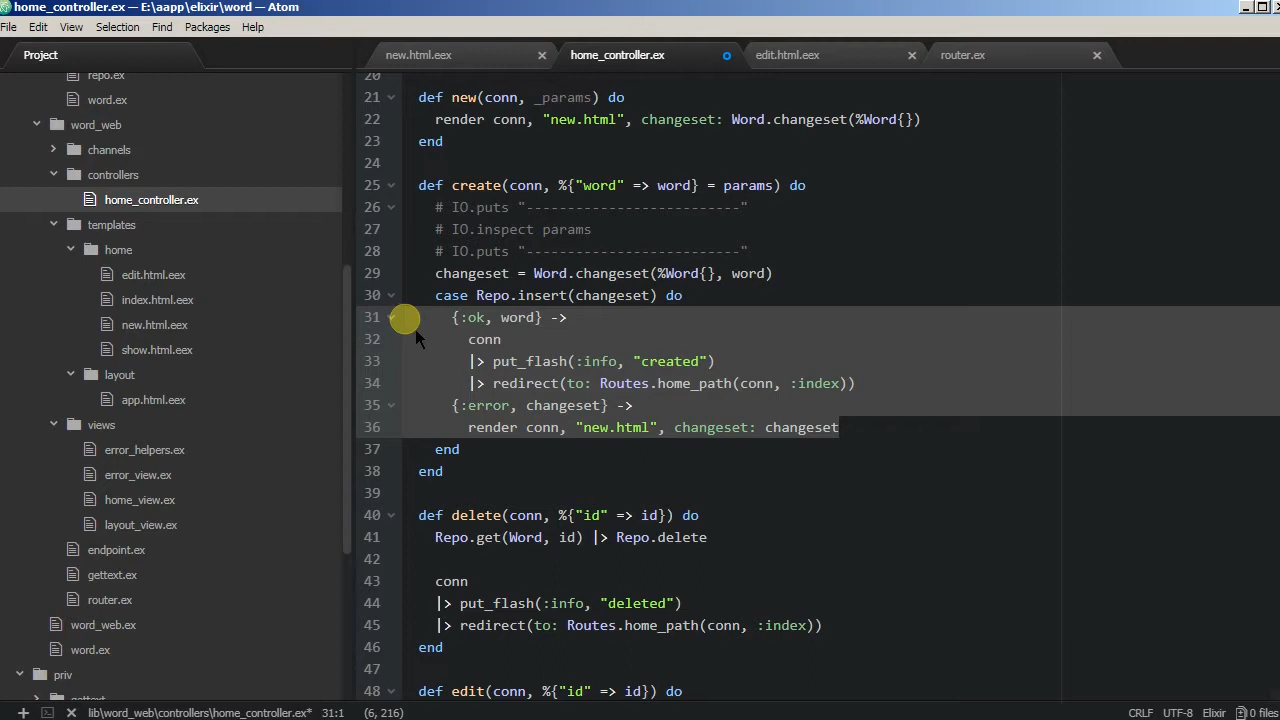 home_controller.ex — E:\aapp\elixir\word — Atom
File Edit View Selection Find Packages Help
Project
new.html.eex
home_controller.ex
edit.html.eex
router.ex
repo.ex
word.ex
word_web
channels
controllers
home_controller.ex
templates
home
edit.html.eex
index.html.eex
new.html.eex
show.html.eex
layout
app.html.eex
views
error_helpers.ex
error_view.ex
home_view.ex
layout_view.ex
endpoint.ex
gettext.ex
router.ex
word_web.ex
word.ex
priv
gettext
20
21 def new(conn, _params) do
22 render conn, "new.html", changeset: Word.changeset(%Word{})
23 end
24
25 def create(conn, %{"word" => word} = params) do
26 # IO.puts "--------------------------"
27 # IO.inspect params
28 # IO.puts "--------------------------"
29 changeset = Word.changeset(%Word{}, word)
30 case Repo.insert(changeset) do
31 {:ok, word} ->
32 conn
33 |> put_flash(:info, "created")
34 |> redirect(to: Routes.home_path(conn, :index))
35 {:error, changeset} ->
36 render conn, "new.html", changeset: changeset
37 end
38 end
39
40 def delete(conn, %{"id" => id}) do
41 Repo.get(Word, id) |> Repo.delete
42
43 conn
44 |> put_flash(:info, "deleted")
45 |> redirect(to: Routes.home_path(conn, :index))
46 end
47
48 def edit(conn, %{"id" => id}) do
lib\word_web\controllers\home_controller.ex* 31:1 (6, 216) CRLF UTF-8 Elixir 0 files